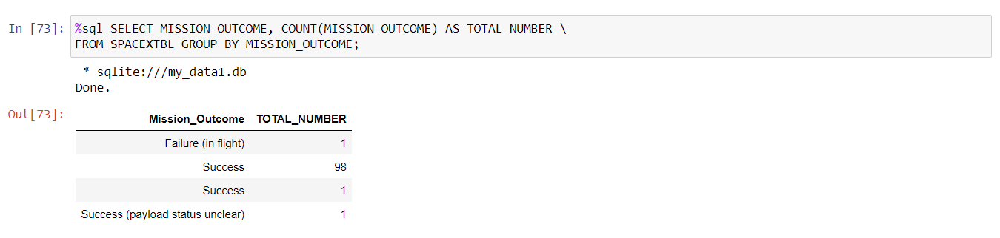 In [73]: %sql SELECT MISSION_OUTCOME, COUNT(MISSION_OUTCOME) AS TOTAL_NUMBER \
FROM SPACEXTBL GROUP BY MISSION_OUTCOME;
* sqlite:///my_data1.db
Done.
Out[73]:
Mission_Outcome TOTAL_NUMBER
Failure (in flight) 1
Success 98
Success 1
Success (payload status unclear) 1